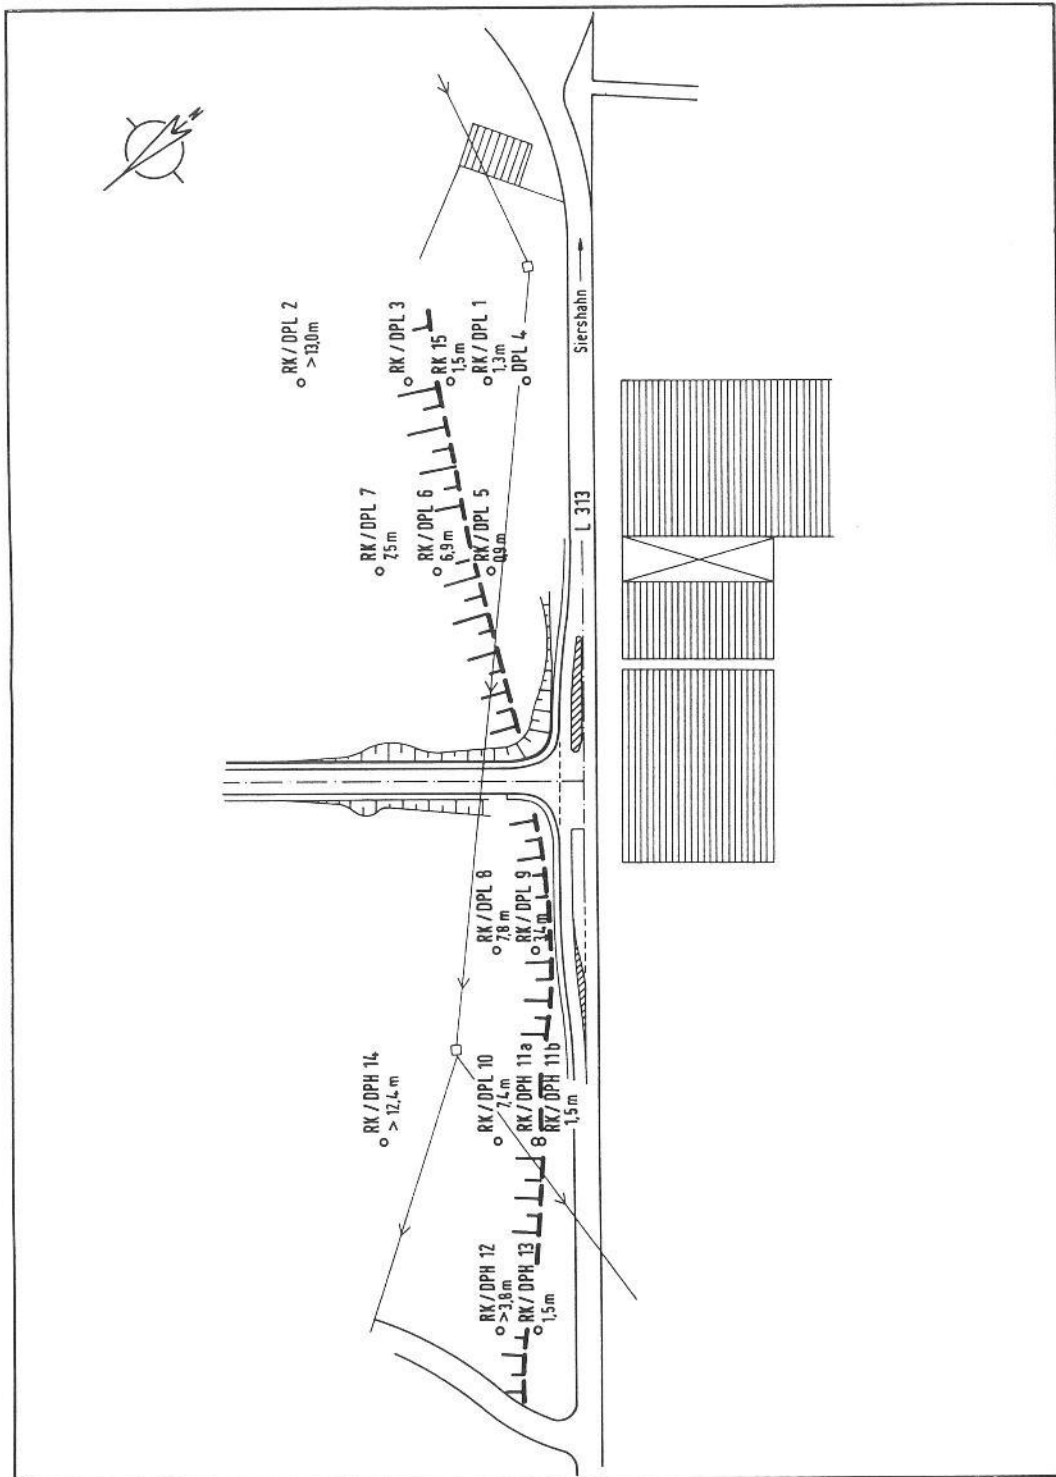 N
RK / DPL 2
> 13,0 m
RK / DPL 3
RK 15
1,5 m
RK / DPL 1
1,3 m
DPL 4
Siershahn
RK / DPL 7
7,5 m
RK / DPL 6
6,9 m
RK / DPL 5
0,9 m
L 313
RK / DPL 8
7,8 m
RK / DPL 9
3,4 m
RK / DPH 14
> 12,4 m
RK / DPL 10
7,4 m
RK / DPH 11a
RK / DPH 11b
1,5 m
RK / DPH 12
> 3,8 m
RK / DPH 13
1,5 m